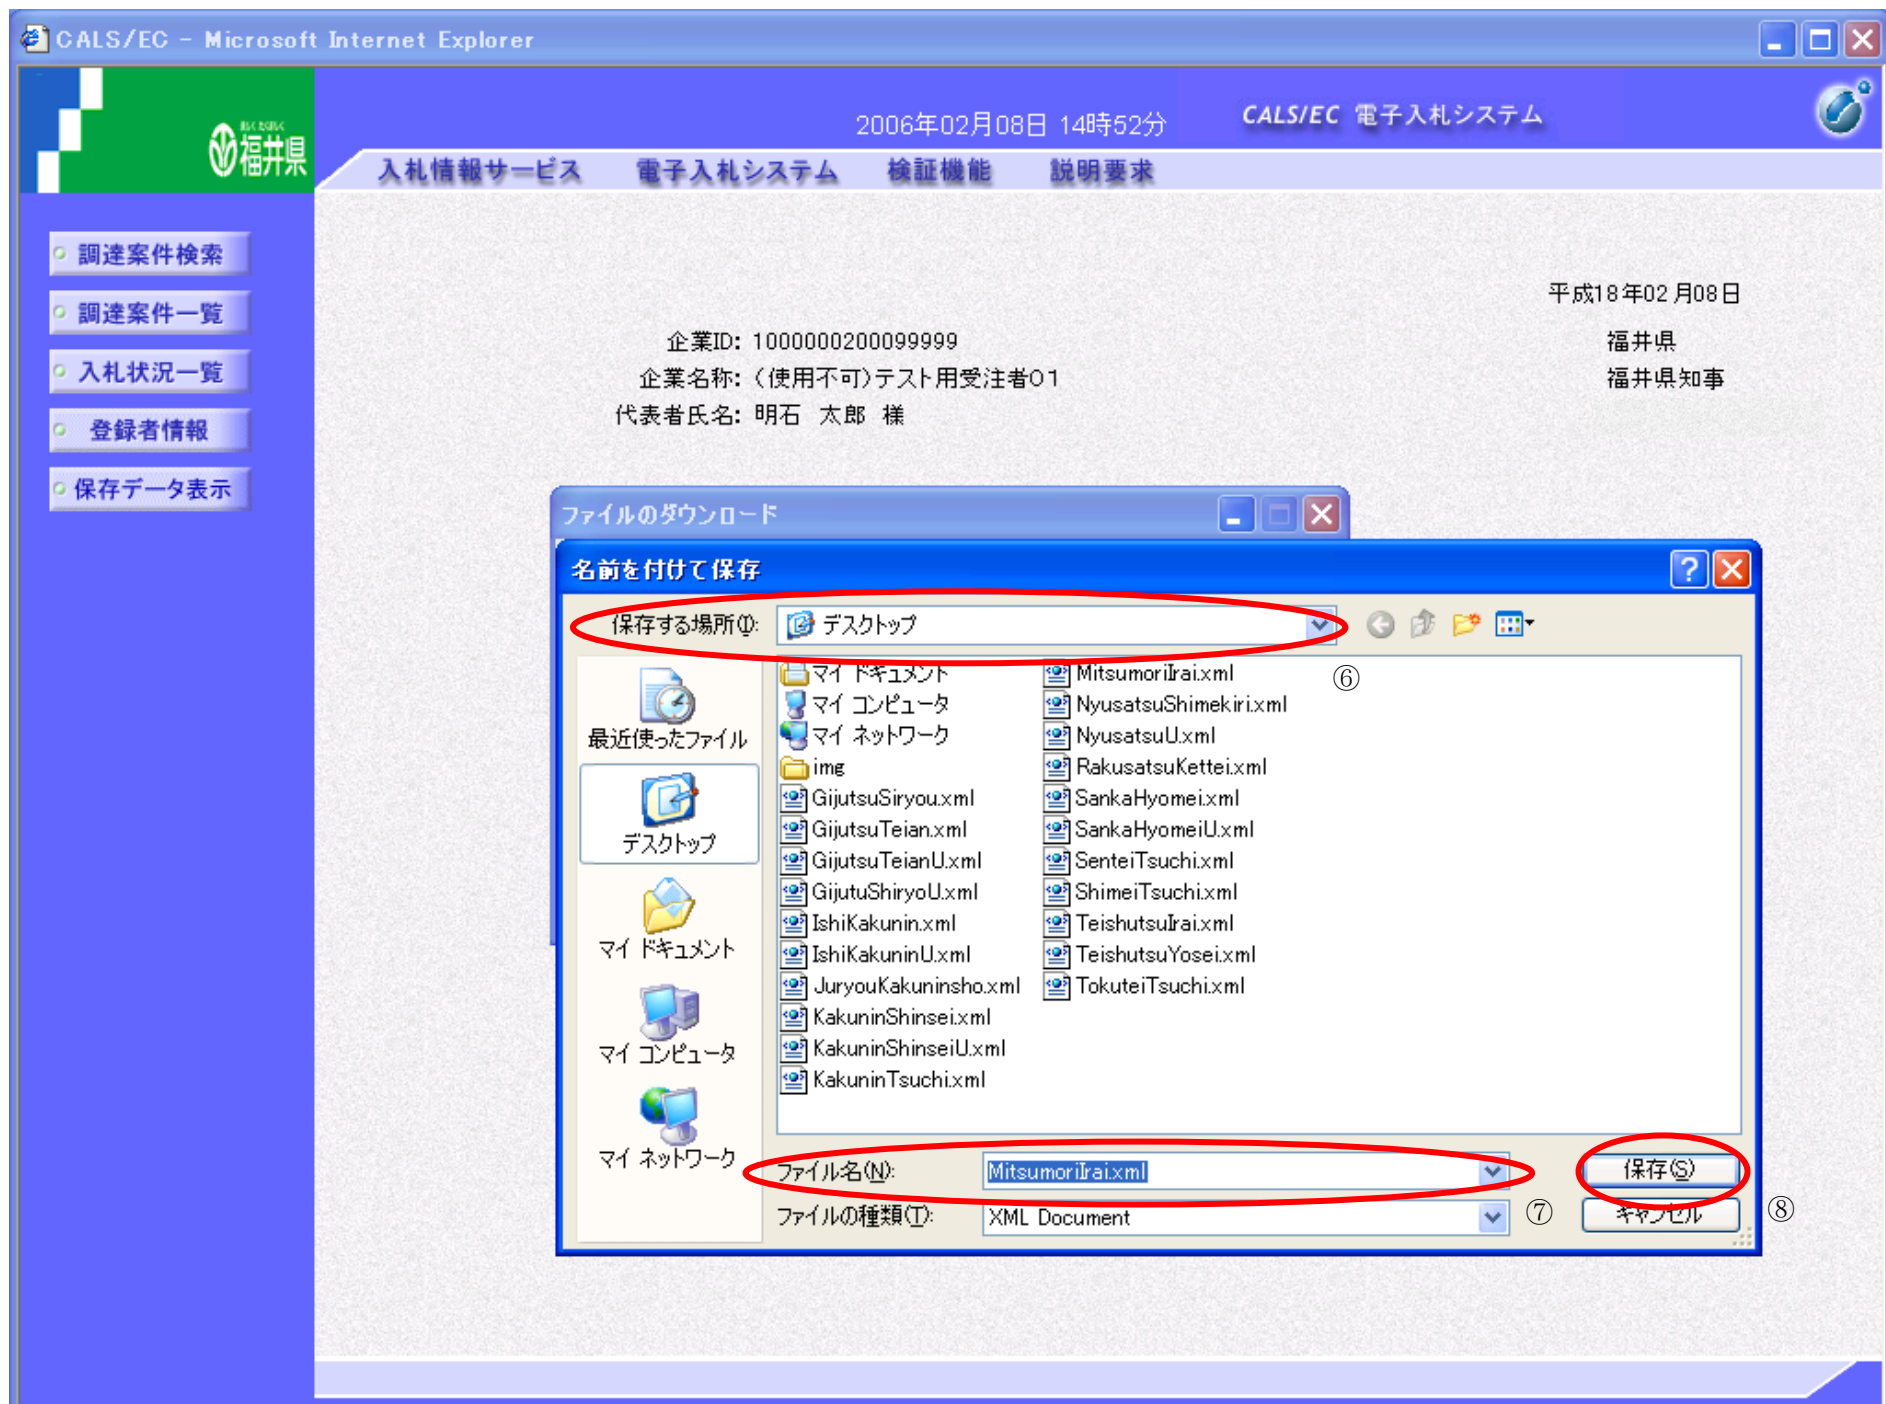 CALS/EC - Microsoft Internet Explorer
福井県
2006年02月08日 14時52分
CALS/EC 電子入札システム
入札情報サービス 電子入札システム 検証機能 説明要求
調達案件検索
調達案件一覧
入札状況一覧
登録者情報
保存データ表示
平成18年02月08日
企業ID: 1000000200099999 福井県
企業名称: (使用不可)テスト用受注者01 福井県知事
代表者氏名: 明石 太郎 様
ファイルのダウンロード
名前を付けて保存
保存する場所(I): デスクトップ
⑥
最近使ったファイル
デスクトップ
マイ ドキュメント
マイ コンピュータ
マイ ネットワーク
マイ ドキュメント
マイ コンピュータ
マイ ネットワーク
img
GijutsuSiryou.xml
GijutsuTeian.xml
GijutsuTeianU.xml
GijutuShiryoU.xml
IshiKakunin.xml
IshiKakuninU.xml
JuryouKakuninsho.xml
KakuninShinsei.xml
KakuninShinseiU.xml
KakuninTsuchi.xml
MitsumoriIrai.xml
NyusatsuShimekiri.xml
NyusatsuU.xml
RakusatsuKettei.xml
SankaHyomei.xml
SankaHyomeiU.xml
SenteiTsuchi.xml
ShimeiTsuchi.xml
TeishutsuIrai.xml
TeishutsuYosei.xml
TokuteiTsuchi.xml
ファイル名(N): MitsumoriIrai.xml 保存(S)
ファイルの種類(T): XML Document ⑦ キャンセル ⑧